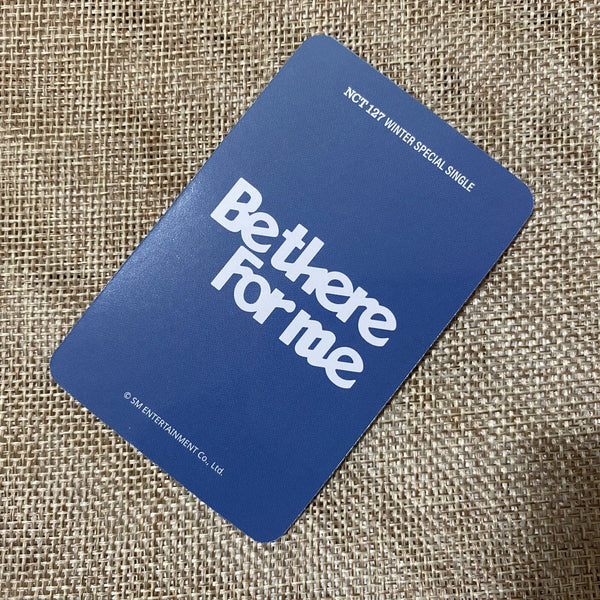 NCT 127 WINTER SPECIAL SINGLE
Be there
For me
© SM ENTERTAINMENT Co., Ltd.